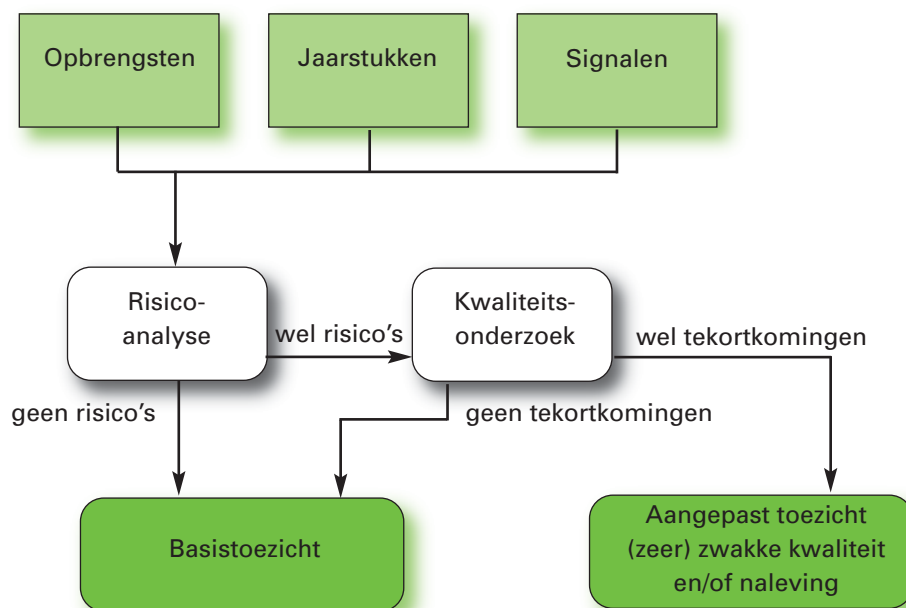 Opbrengsten
Jaarstukken
Signalen
Risico-
analyse
wel risico's
Kwaliteits-
onderzoek
wel tekortkomingen
geen risico's
geen tekortkomingen
Basistoezicht
Aangepast toezicht
(zeer) zwakke kwaliteit
en/of naleving